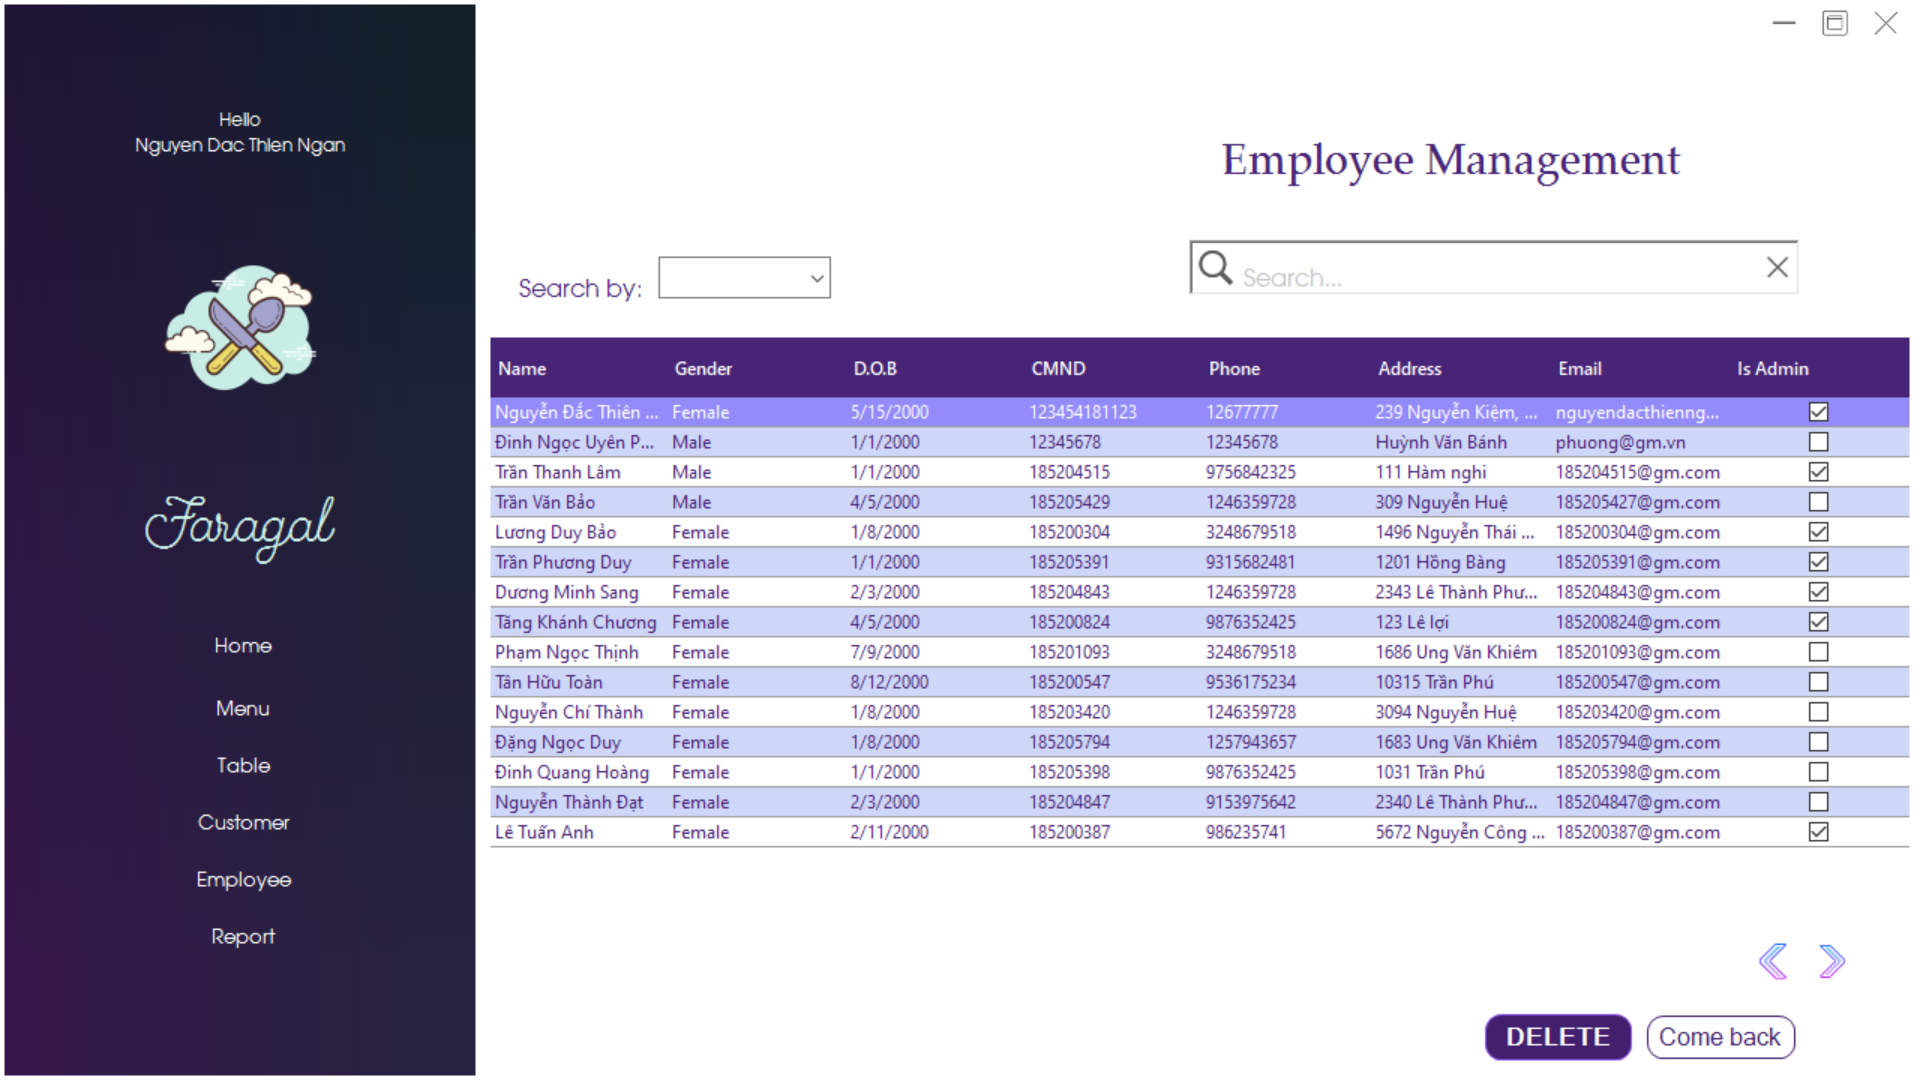 Hello
Nguyen Dac Thien Ngan
Faragal
Home
Menu
Table
Customer
Employee
Report
Employee Management
Search by:
Search...
Name Gender D.O.B CMND Phone Address Email Is Admin
Nguyễn Đắc Thiên ... Female 5/15/2000 123454181123 12677777 239 Nguyễn Kiệm, ... nguyendacthienng...
Đinh Ngọc Uyên P... Male 1/1/2000 12345678 12345678 Huỳnh Văn Bánh phuong@gm.vn
Trần Thanh Lâm Male 1/1/2000 185204515 9756842325 111 Hàm nghi 185204515@gm.com
Trần Văn Bảo Male 4/5/2000 185205429 1246359728 309 Nguyễn Huệ 185205427@gm.com
Lương Duy Bảo Female 1/8/2000 185200304 3248679518 1496 Nguyễn Thái ... 185200304@gm.com
Trần Phương Duy Female 1/1/2000 185205391 9315682481 1201 Hồng Bàng 185205391@gm.com
Dương Minh Sang Female 2/3/2000 185204843 1246359728 2343 Lê Thành Phư... 185204843@gm.com
Tăng Khánh Chương Female 4/5/2000 185200824 9876352425 123 Lê lợi 185200824@gm.com
Phạm Ngọc Thịnh Female 7/9/2000 185201093 3248679518 1686 Ung Văn Khiêm 185201093@gm.com
Tân Hữu Toàn Female 8/12/2000 185200547 9536175234 10315 Trần Phú 185200547@gm.com
Nguyễn Chí Thành Female 1/8/2000 185203420 1246359728 3094 Nguyễn Huệ 185203420@gm.com
Đặng Ngọc Duy Female 1/8/2000 185205794 1257943657 1683 Ung Văn Khiêm 185205794@gm.com
Đinh Quang Hoàng Female 1/1/2000 185205398 9876352425 1031 Trần Phú 185205398@gm.com
Nguyễn Thành Đạt Female 2/3/2000 185204847 9153975642 2340 Lê Thành Phư... 185204847@gm.com
Lê Tuấn Anh Female 2/11/2000 185200387 986235741 5672 Nguyễn Công ... 185200387@gm.com
DELETE Come back